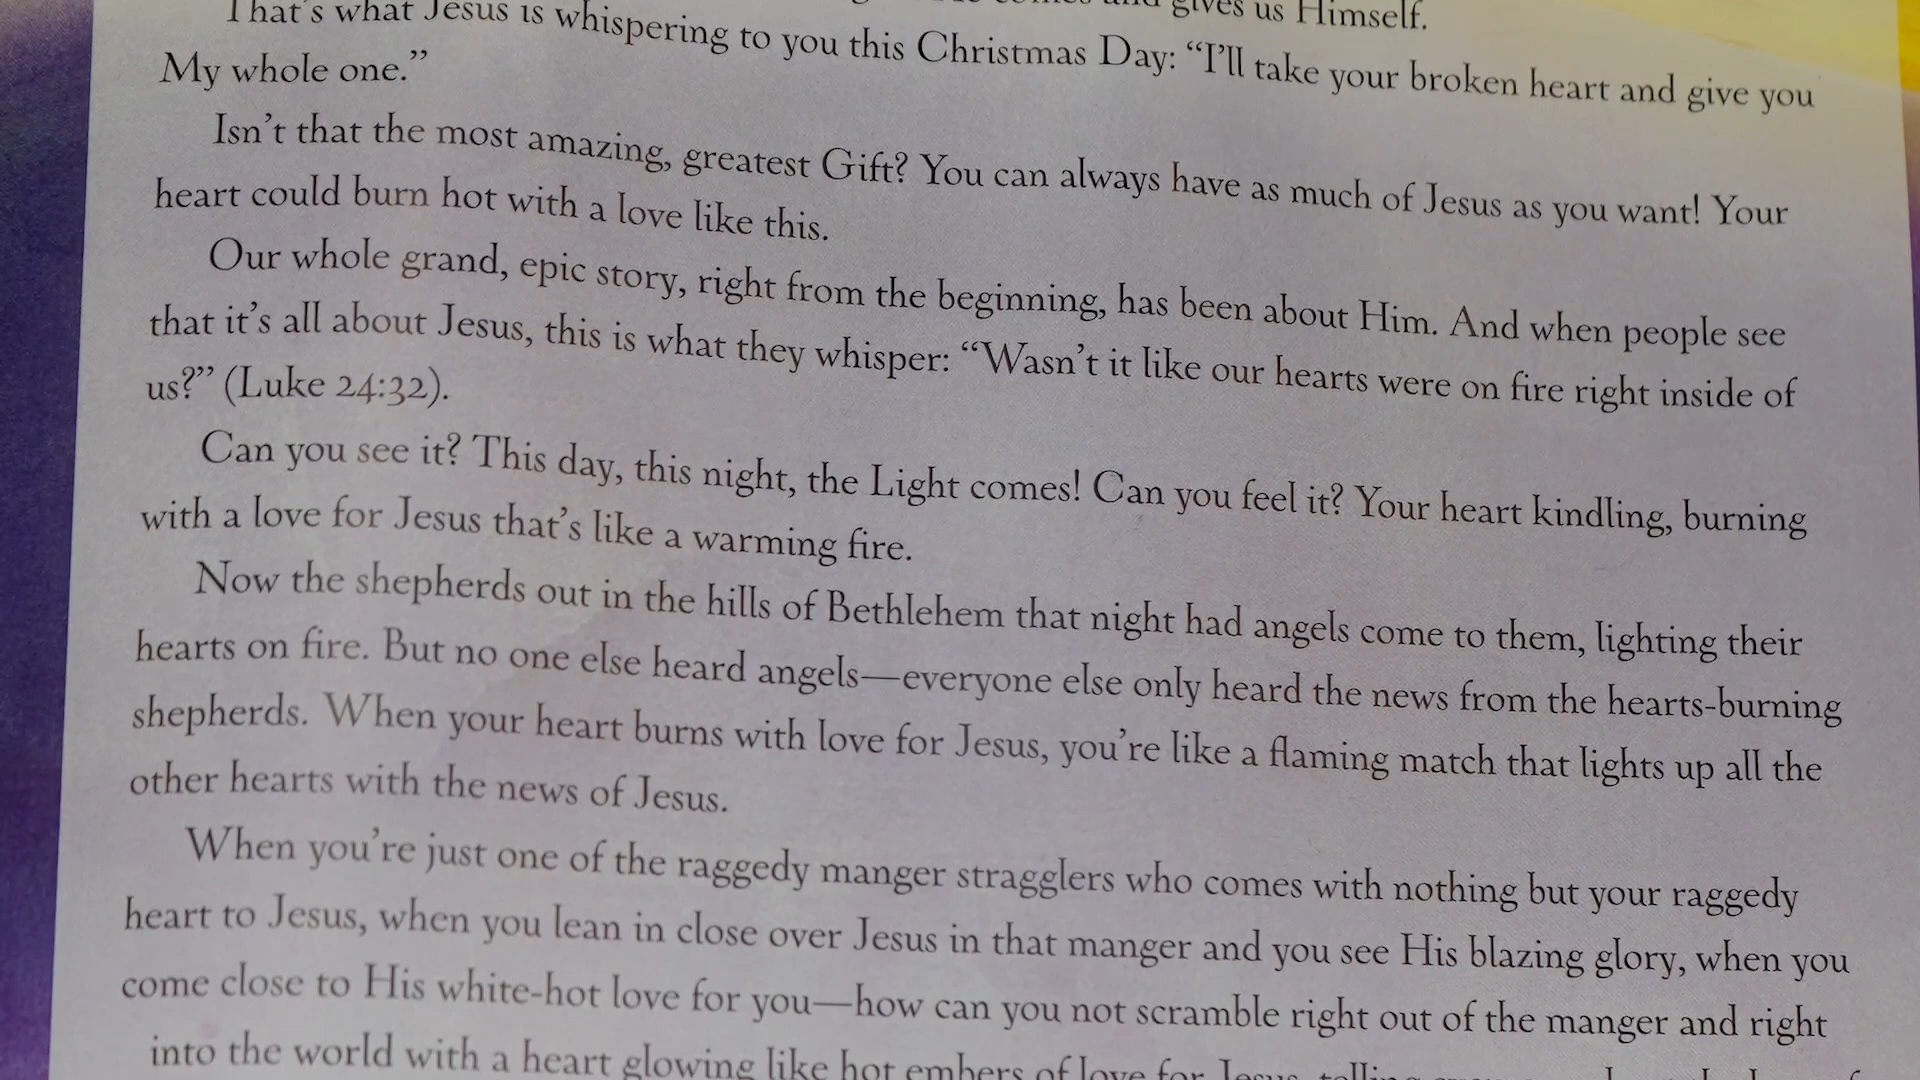 gives us Himself.
That's what Jesus is whispering to you this Christmas Day: “I'll take your broken heart and give you
My whole one.”
Isn't that the most amazing, greatest Gift? You can always have as much of Jesus as you want! Your
heart could burn hot with a love like this.
Our whole grand, epic story, right from the beginning, has been about Him. And when people see
that it's all about Jesus, this is what they whisper: “Wasn't it like our hearts were on fire right inside of
us?” (Luke 24:32).
Can you see it? This day, this night, the Light comes! Can you feel it? Your heart kindling, burning
with a love for Jesus that's like a warming fire.
Now the shepherds out in the hills of Bethlehem that night had angels come to them, lighting their
hearts on fire. But no one else heard angels—everyone else only heard the news from the hearts-burning
shepherds. When your heart burns with love for Jesus, you're like a flaming match that lights up all the
other hearts with the news of Jesus.
When you're just one of the raggedy manger stragglers who comes with nothing but your raggedy
heart to Jesus, when you lean in close over Jesus in that manger and you see His blazing glory, when you
come close to His white-hot love for you—how can you not scramble right out of the manger and right
into the world with a heart glowing like hot embers of love for Jesus, telling